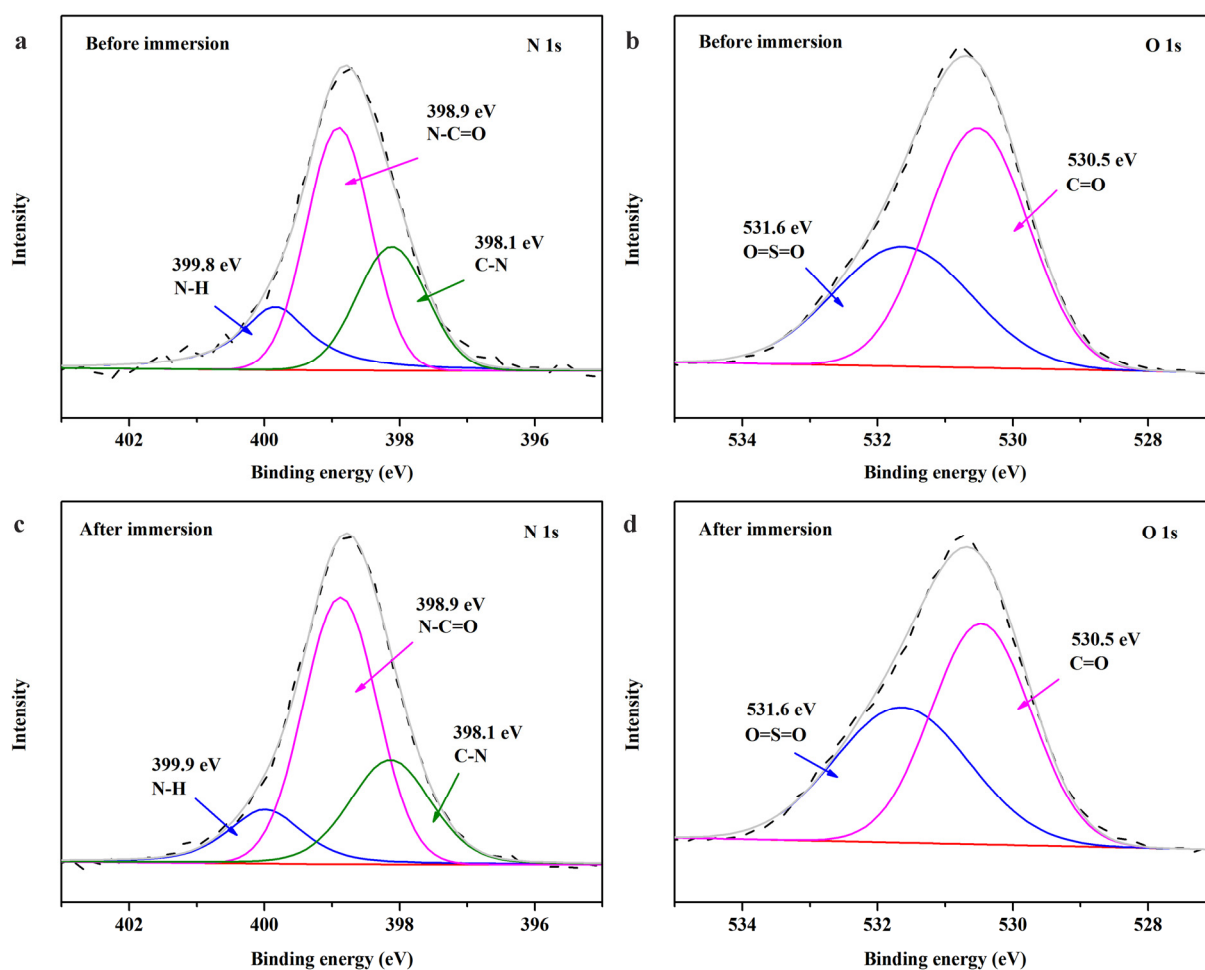 a
Before immersion
N 1s
398.9 eV
N-C=O
399.8 eV
N-H
398.1 eV
C-N
Intensity
402
400
398
396
Binding energy (eV)
b
Before immersion
O 1s
530.5 eV
C=O
531.6 eV
O=S=O
Intensity
534
532
530
528
Binding energy (eV)
c
After immersion
N 1s
398.9 eV
N-C=O
398.1 eV
C-N
399.9 eV
N-H
Intensity
402
400
398
396
Binding energy (eV)
d
After immersion
O 1s
530.5 eV
C=O
531.6 eV
O=S=O
Intensity
534
532
530
528
Binding energy (eV)